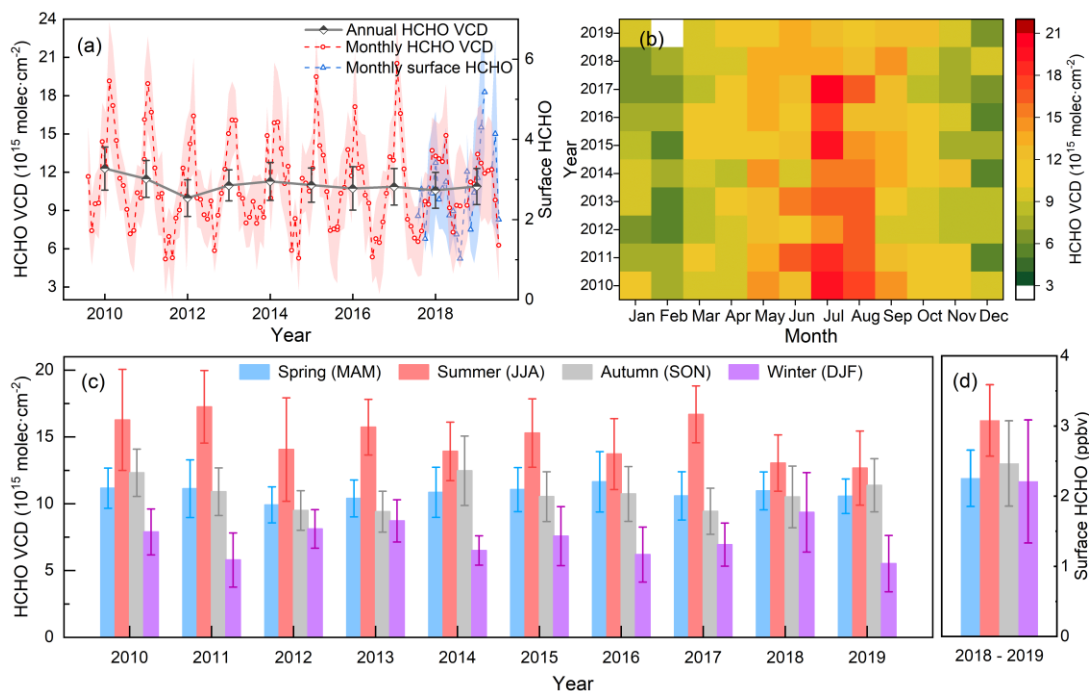 (a)
Annual HCHO VCD
Monthly HCHO VCD
Monthly surface HCHO
24
21
18
15
12
9
6
3
HCHO VCD (10¹⁵ molec·cm⁻²)
6
4
2
0
Surface HCHO
2010 2012 2014 2016 2018
Year
(b)
2019
2018
2017
2016
2015
2014
2013
2012
2011
2010
Year
Jan Feb Mar Apr May Jun Jul Aug Sep Oct Nov Dec
Month
21
18
15
12
9
6
3
HCHO VCD (10¹⁵ molec·cm⁻²)
(c)
Spring (MAM) Summer (JJA) Autumn (SON) Winter (DJF)
20
15
10
5
0
HCHO VCD (10¹⁵ molec·cm⁻²)
2010 2011 2012 2013 2014 2015 2016 2017 2018 2019
Year
(d)
4
3
2
1
0
Surface HCHO (ppbv)
2018 - 2019